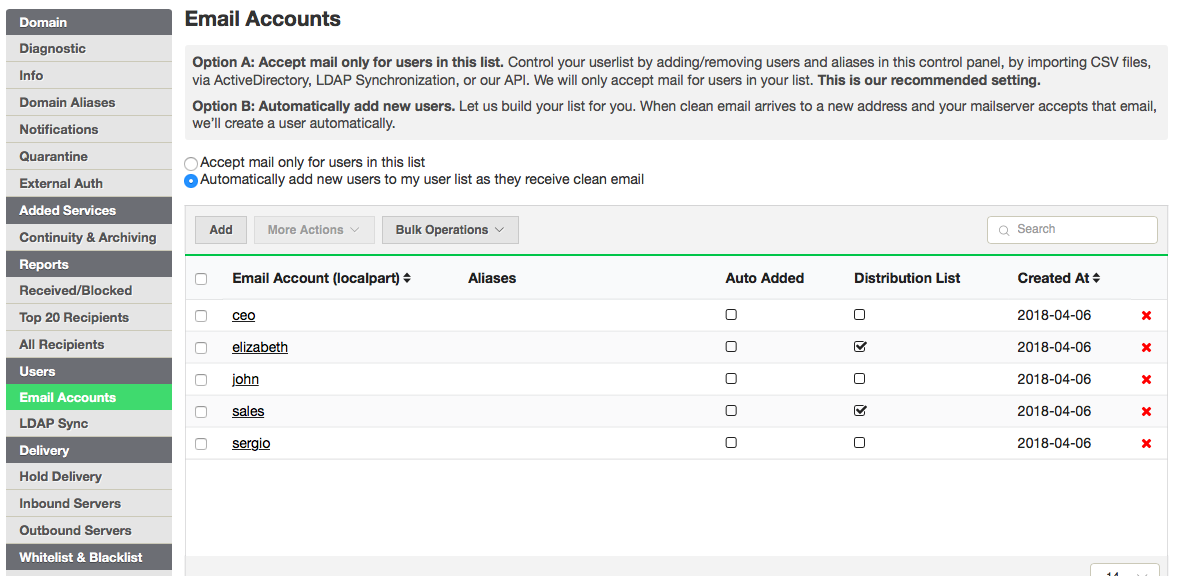 Domain
Diagnostic
Info
Domain Aliases
Notifications
Quarantine
External Auth
Added Services
Continuity & Archiving
Reports
Received/Blocked
Top 20 Recipients
All Recipients
Users
Email Accounts
LDAP Sync
Delivery
Hold Delivery
Inbound Servers
Outbound Servers
Whitelist & Blacklist
Email Accounts
Option A: Accept mail only for users in this list. Control your userlist by adding/removing users and aliases in this control panel, by importing CSV files,
via ActiveDirectory, LDAP Synchronization, or our API. We will only accept mail for users in your list. This is our recommended setting.
Option B: Automatically add new users. Let us build your list for you. When clean email arrives to a new address and your mailserver accepts that email,
we'll create a user automatically.
Accept mail only for users in this list
Automatically add new users to my user list as they receive clean email
Add More Actions Bulk Operations Search
Email Account (localpart) Aliases Auto Added Distribution List Created At
ceo 2018-04-06
elizabeth 2018-04-06
john 2018-04-06
sales 2018-04-06
sergio 2018-04-06
14